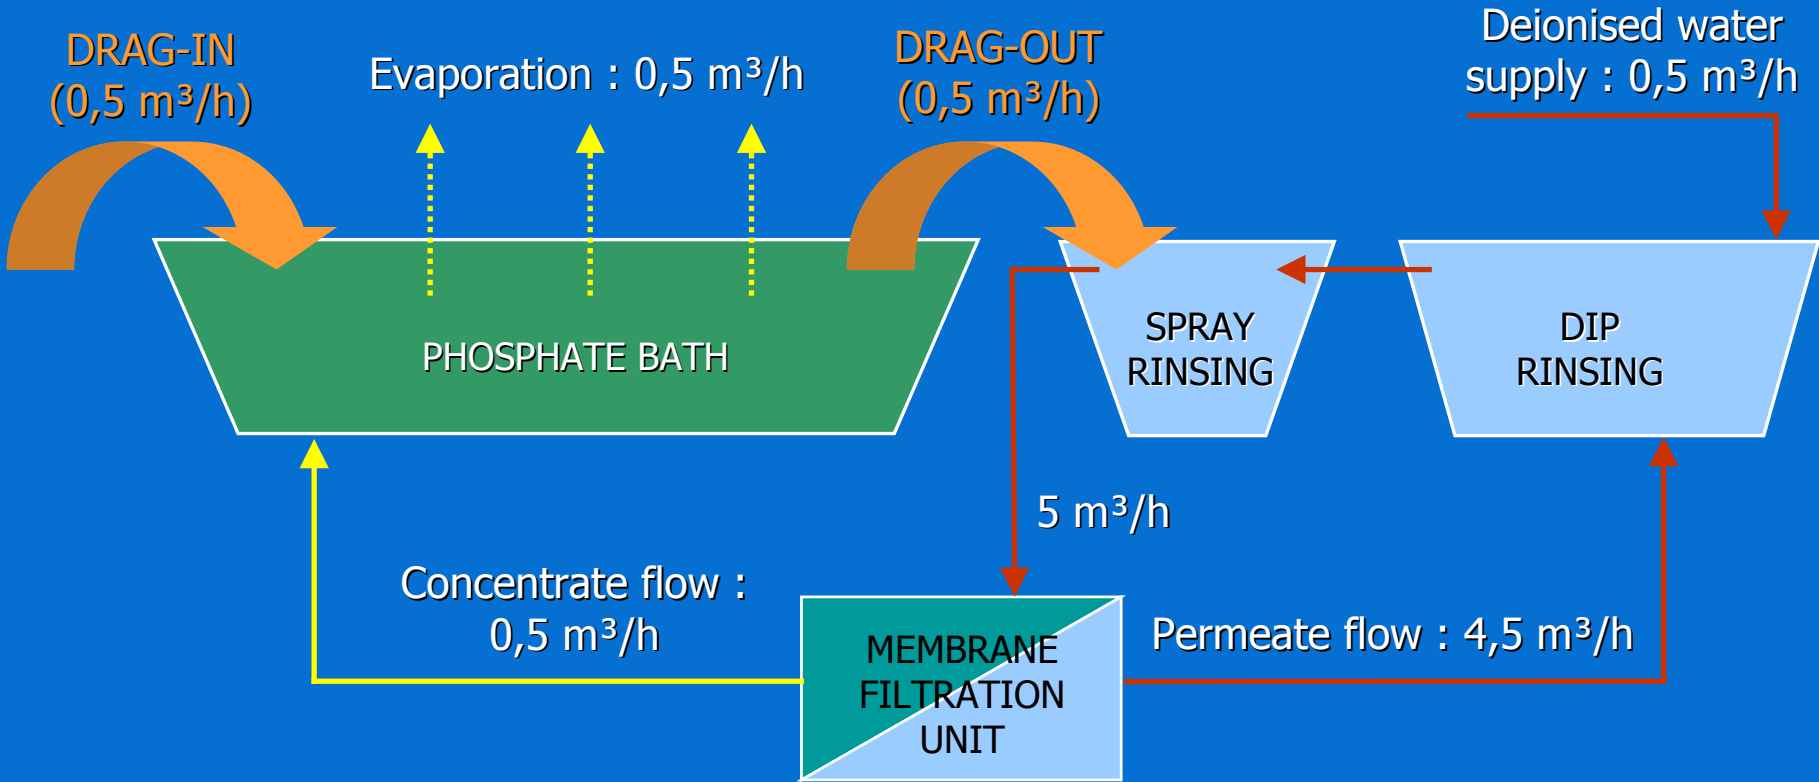 DRAG-IN
(0,5 m³/h)
Evaporation : 0,5 m³/h
DRAG-OUT
(0,5 m³/h)
Deionised water
supply : 0,5 m³/h
PHOSPHATE BATH
SPRAY
RINSING
DIP
RINSING
5 m³/h
Concentrate flow :
0,5 m³/h
MEMBRANE
FILTRATION
UNIT
Permeate flow : 4,5 m³/h